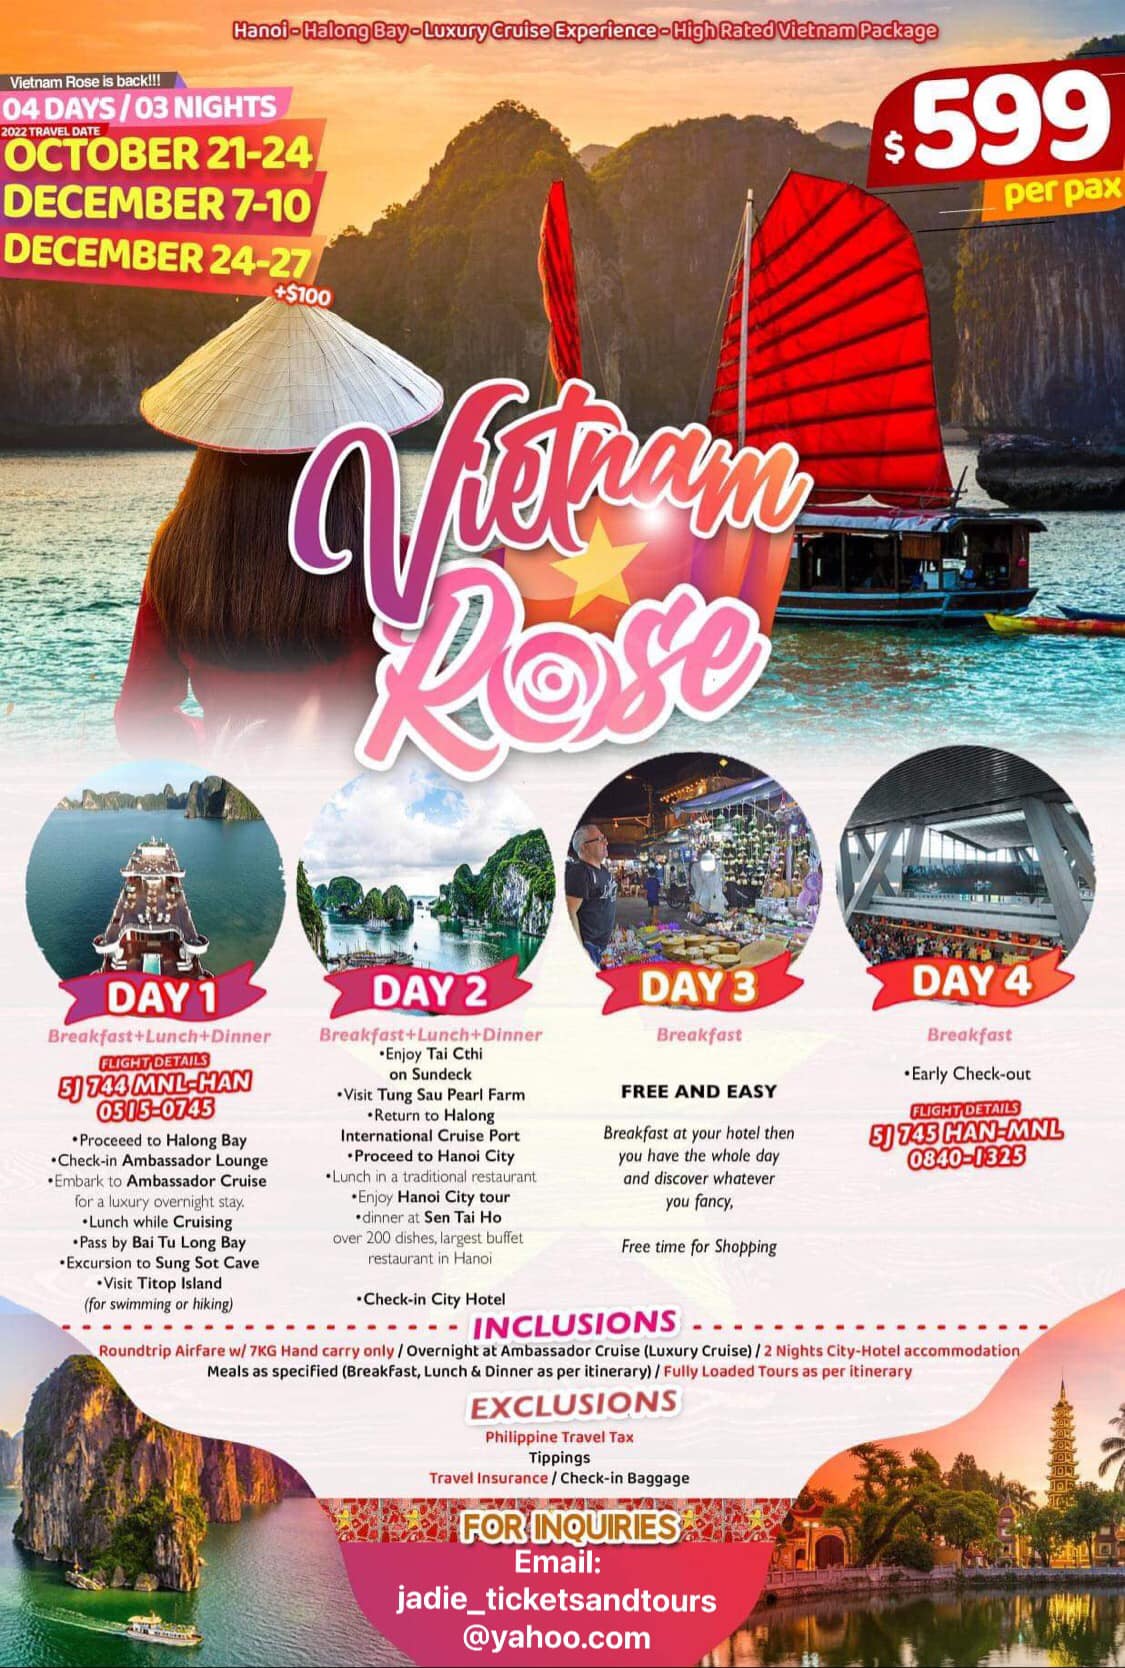 Hanoi - Halong Bay - Luxury Cruise Experience - High Rated Vietnam Package
Vietnam Rose is back!!!
04 DAYS / 03 NIGHTS
2022 TRAVEL DATE
OCTOBER 21-24
DECEMBER 7-10
DECEMBER 24-27
+$100
$599
per pax
Vietnam
Rose
DAY 1
Breakfast+Lunch+Dinner
FLIGHT DETAILS
5J 744 MNL-HAN
0515-0745
•Proceeed to Halong Bay
•Check-in Ambassador Lounge
•Embark to Ambassador Cruise
for a luxury overnight stay.
•Lunch while Cruising
•Pass by Bai Tu Long Bay
•Excursion to Sung Sot Cave
•Visit Titop Island
(for swimming or hiking)
DAY 2
Breakfast+Lunch+Dinner
•Enjoy Tai Cthi
on Sundeck
•Visit Tung Sau Pearl Farm
•Return to Halong
International Cruise Port
•Proceed to Hanoi City
•Lunch in a traditional restaurant
•Enjoy Hanoi City tour
•dinner at Sen Tai Ho
over 200 dishes, largest buffet
restaurant in Hanoi
•Check-in City Hotel
DAY 3
Breakfast
FREE AND EASY
Breakfast at your hotel then
you have the whole day
and discover whatever
you fancy,
Free time for Shopping
DAY 4
Breakfast
•Early Check-out
FLIGHT DETAILS
5J 745 HAN-MNL
0840-1325
INCLUSIONS
Roundtrip Airfare w/ 7KG Hand carry only / Overnight at Ambassador Cruise (Luxury Cruise) / 2 Nights City-Hotel accommodation
Meals as specified (Breakfast, Lunch & Dinner as per itinerary) / Fully Loaded Tours as per itinerary
EXCLUSIONS
Philippine Travel Tax
Tippings
Travel Insurance / Check-in Baggage
FOR INQUIRIES
Email:
jadie_ticketsandtours
@yahoo.com